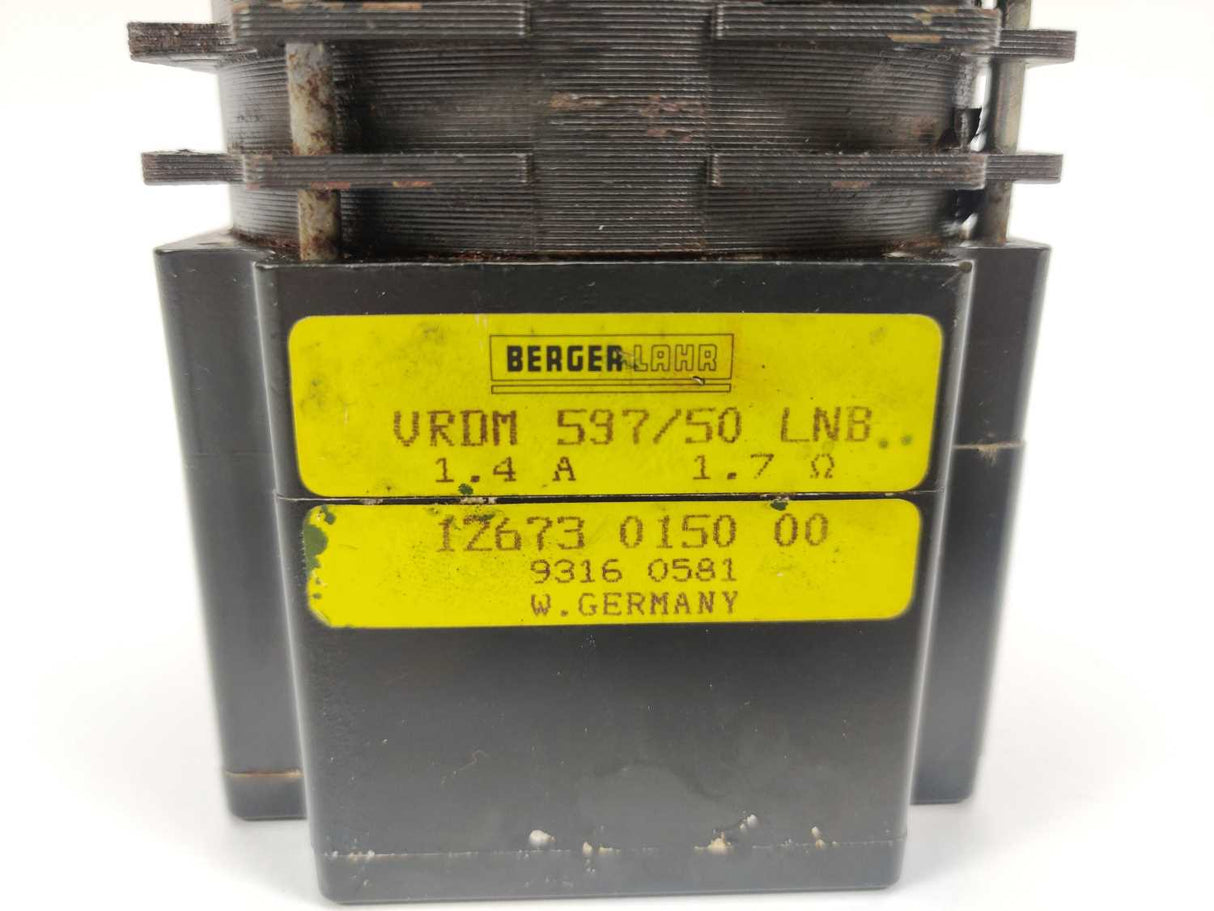 BERGER LAHR
VRDM 597/50 LNB
1.4 A 1.7 Ω
1Z673 0150 00
9316 0581
W.GERMANY